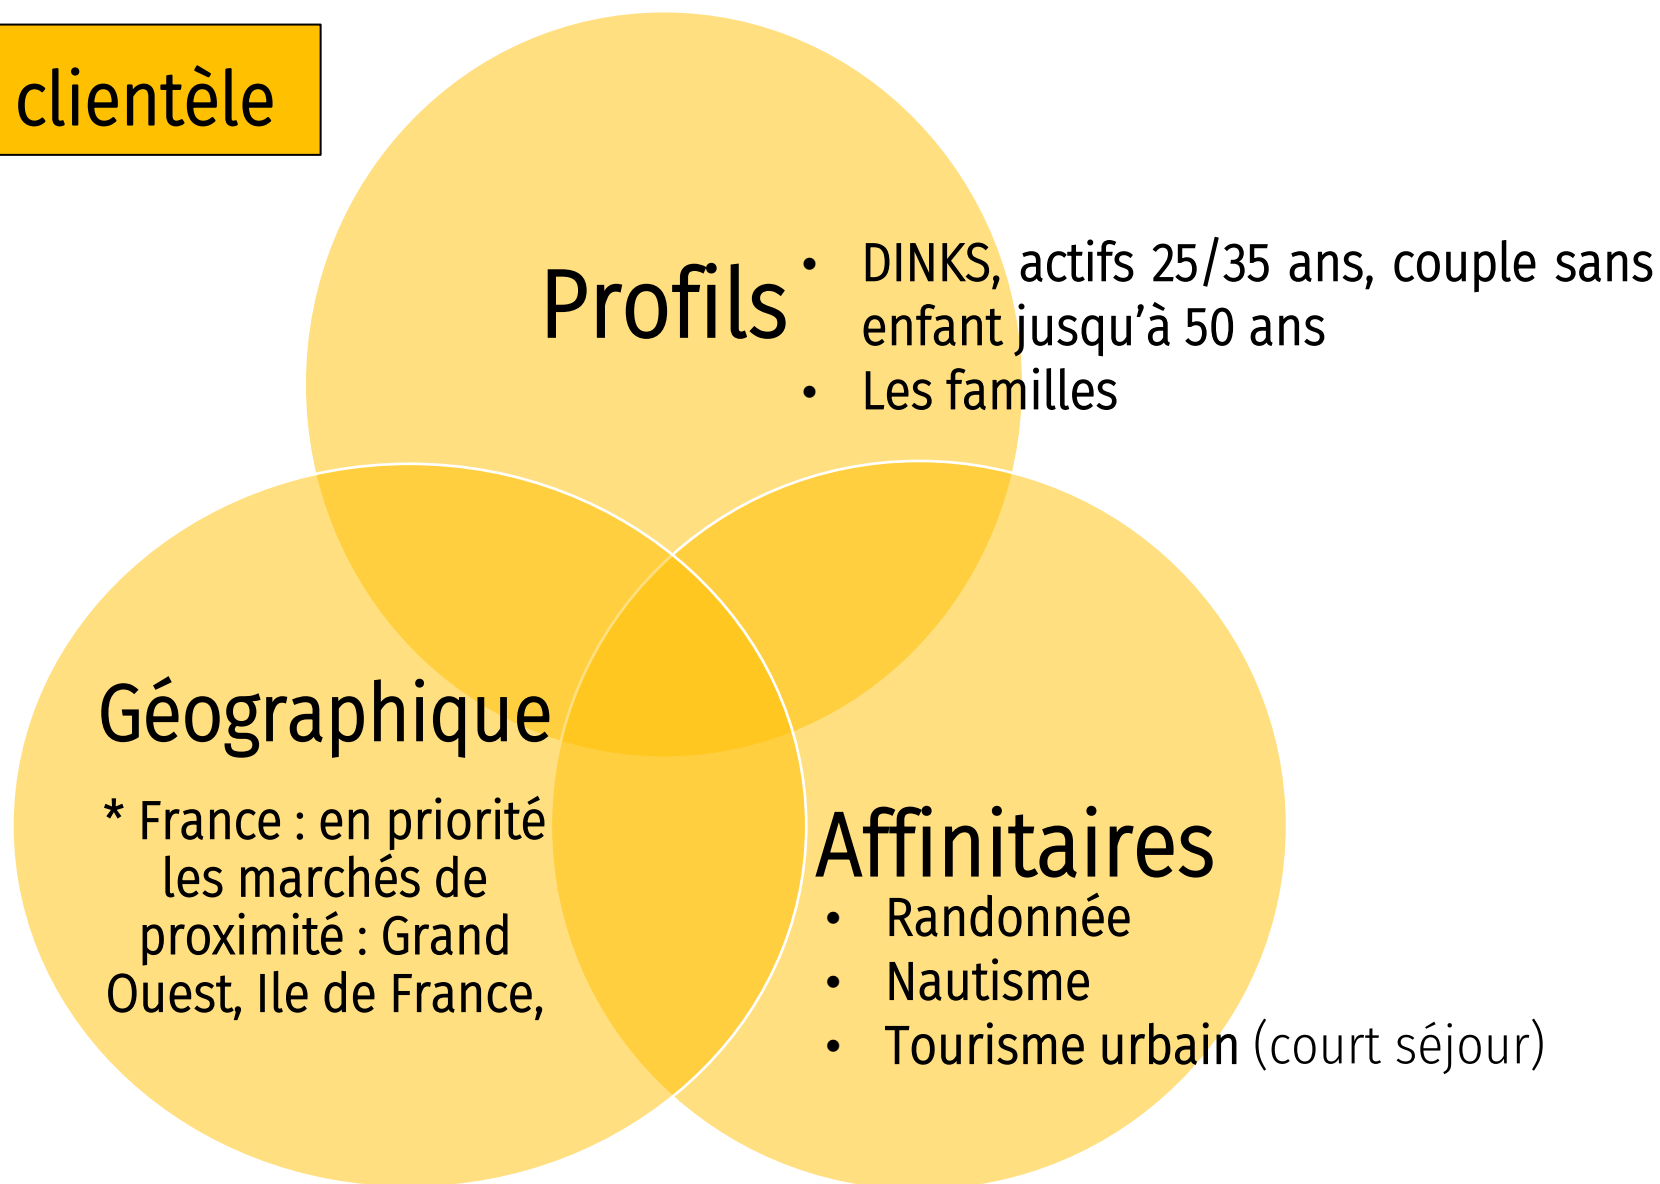 clientèle
Profils
• DINKS, actifs 25/35 ans, couple sans
enfant jusqu’à 50 ans
• Les familles
Géographique
* France : en priorité
les marchés de
proximité : Grand
Ouest, Ile de France,
Affinitaires
• Randonnée
• Nautisme
• Tourisme urbain (court séjour)